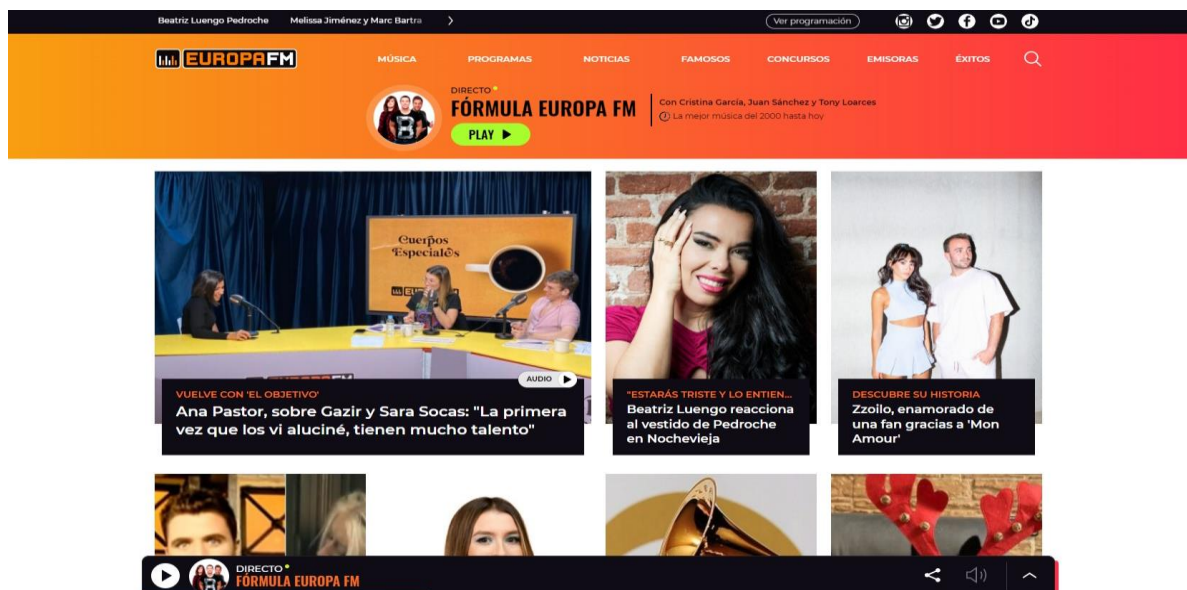 Beatriz Luengo Pedroche Melissa Jiménez y Marc Bartra
Ver programación
EUROPA FM
MÚSICA PROGRAMAS NOTICIAS FAMOSOS CONCURSOS EMISORAS ÉXITOS
DIRECTO
FÓRMULA EUROPA FM
PLAY
Con Cristina García, Juan Sánchez y Tony Loarces
La mejor música del 2000 hasta hoy
Cuerpos
Especiales
AUDIO
VUELVE CON 'EL OBJETIVO'
Ana Pastor, sobre Gazir y Sara Socas: "La primera
vez que los vi aluciné, tienen mucho talento"
"ESTARÁS TRISTE Y LO ENTIEN...
Beatriz Luengo reacciona
al vestido de Pedroche
en Nochevieja
DESCUBRE SU HISTORIA
Zzoilo, enamorado de
una fan gracias a 'Mon
Amour'
DIRECTO
FÓRMULA EUROPA FM